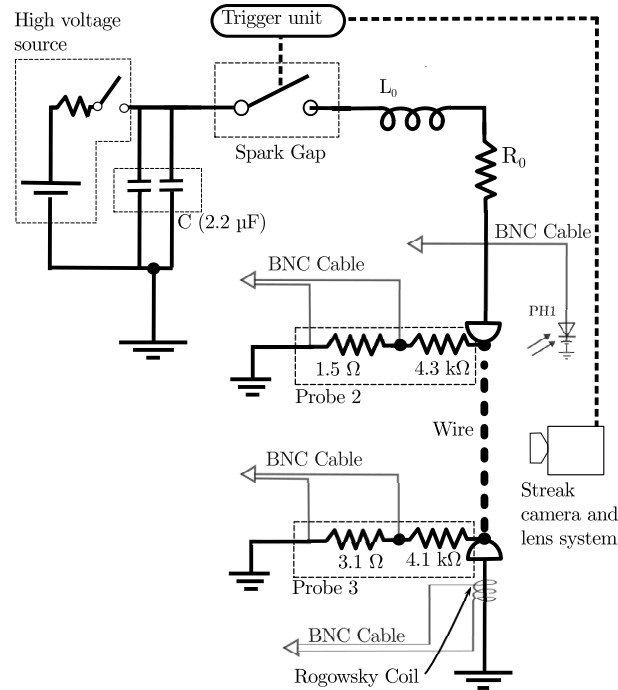 High voltage
source
Trigger unit
L₀
Spark Gap
R₀
C (2.2 µF)
BNC Cable
BNC Cable
PH1
1.5 Ω
4.3 kΩ
Probe 2
Wire
BNC Cable
Streak
camera and
lens system
3.1 Ω
4.1 kΩ
Probe 3
BNC Cable
Rogowsky Coil